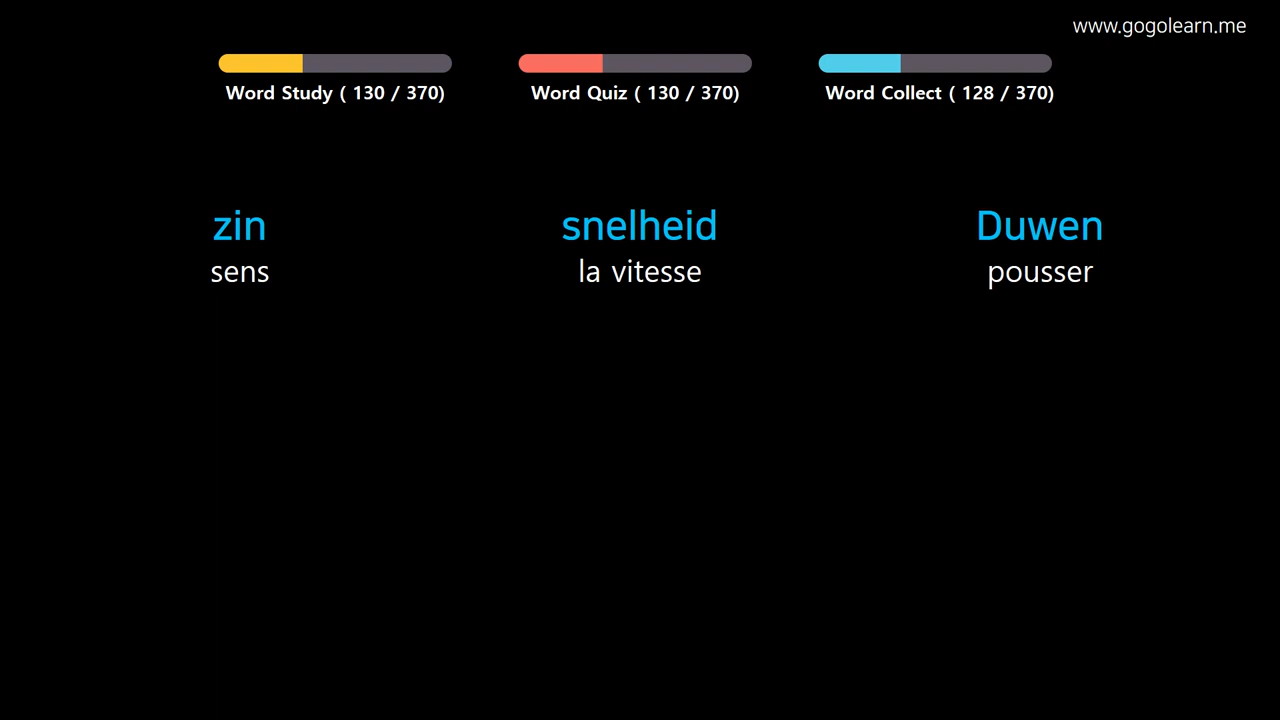 www.gogolearn.me
Word Study ( 130 / 370)
Word Quiz ( 130 / 370)
Word Collect ( 128 / 370)
zin
sens
snelheid
la vitesse
Duwen
pousser